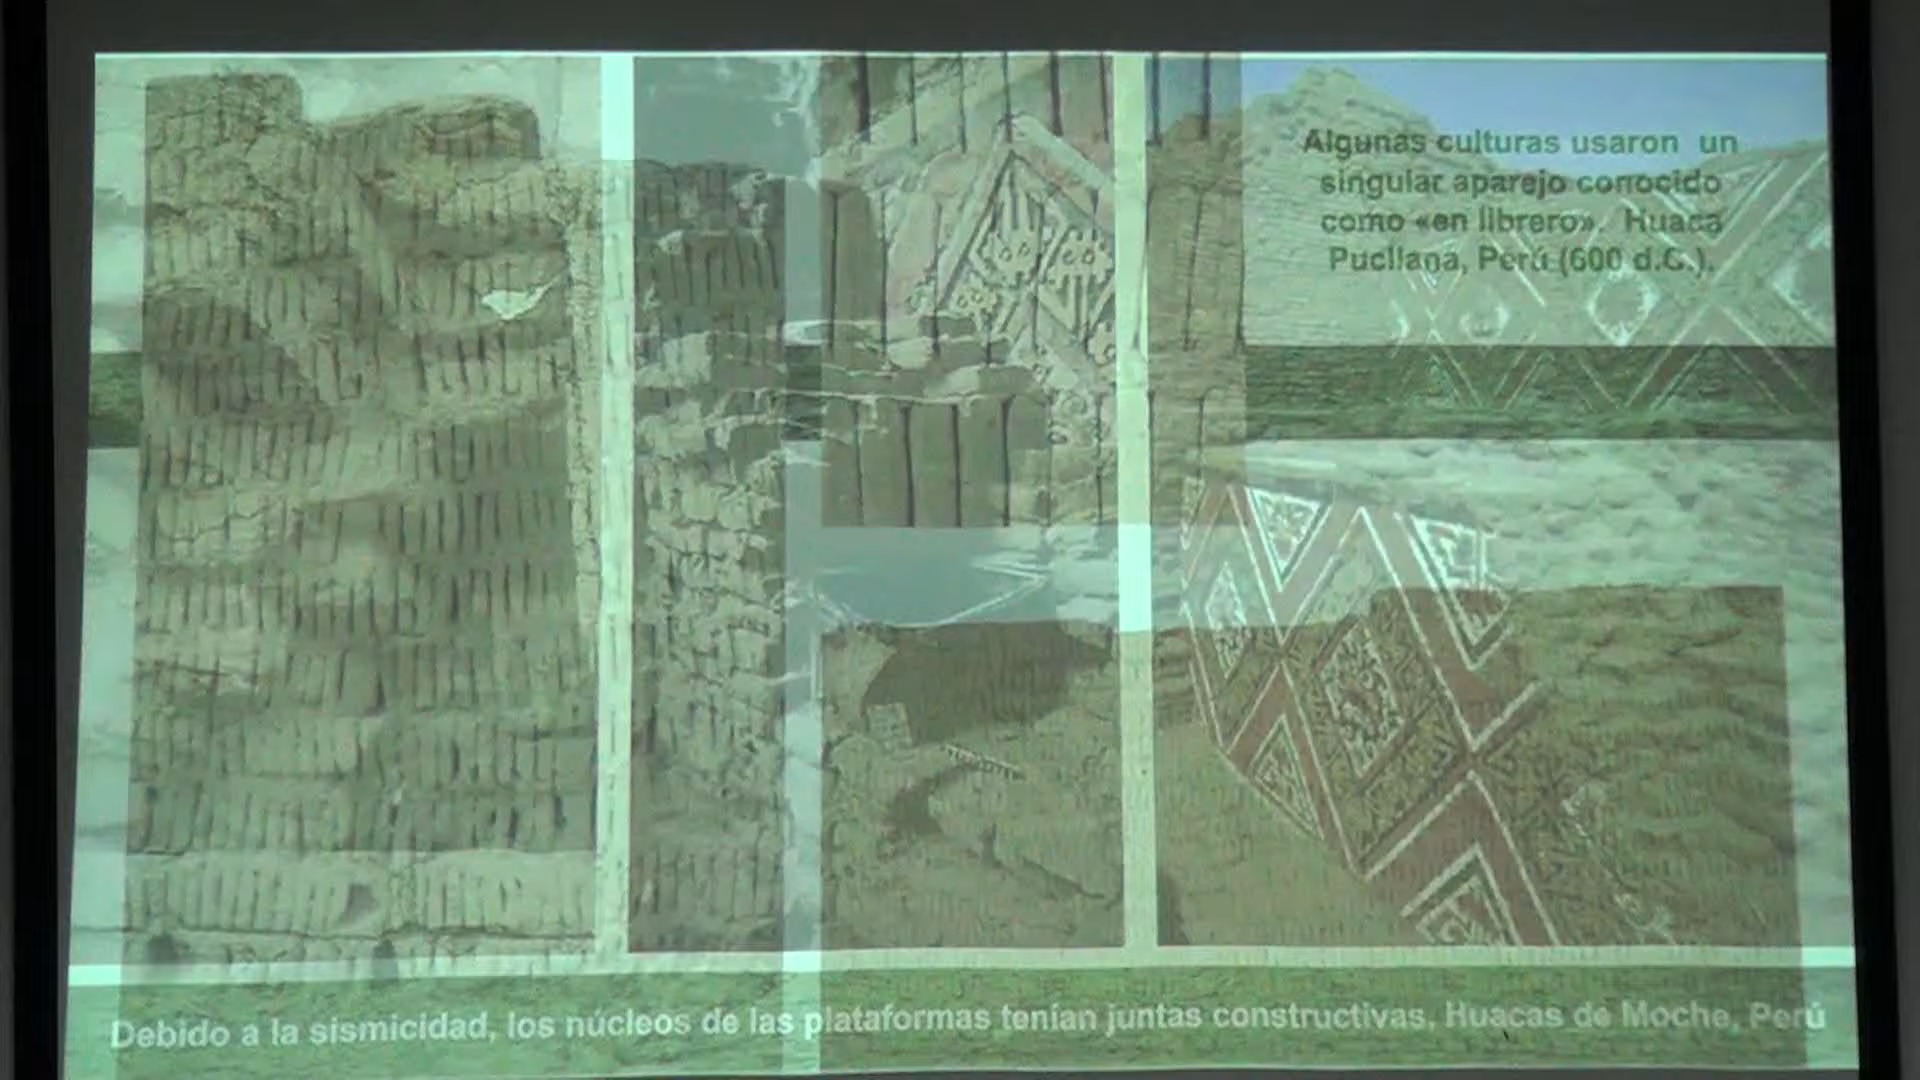 Algunas culturas usaron un
singular aparejo conocido
como «en librero». Huaca
Pucllana, Perú (600 d.C.).
Debido a la sismicidad, los núcleos de las plataformas tenían juntas constructivas. Huacas de Moche, Perú